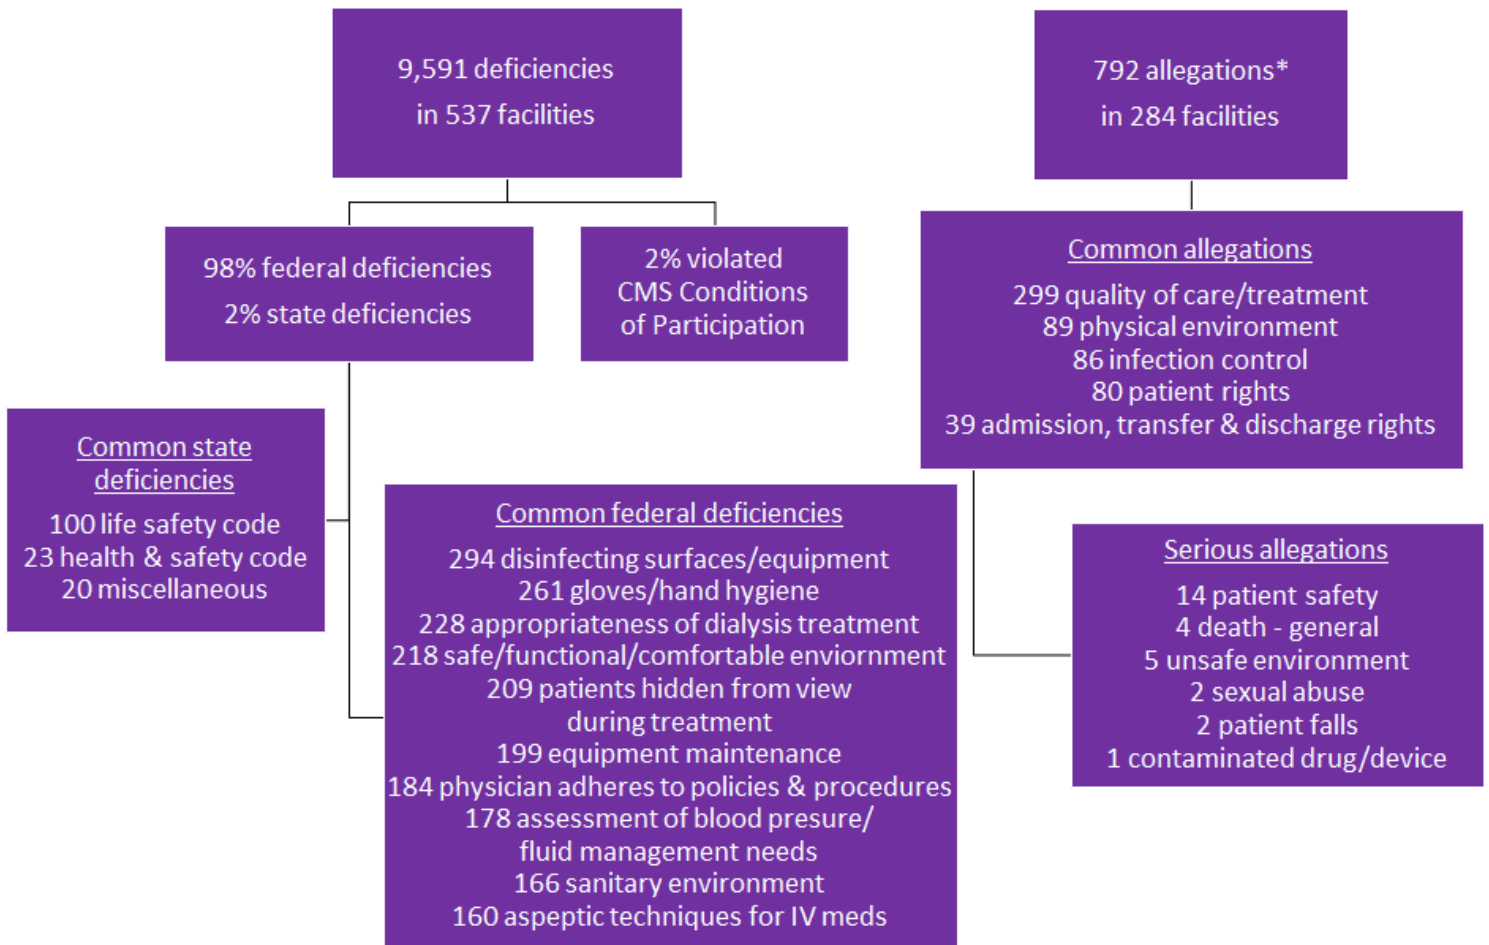 9,591 deficiencies
in 537 facilities
98% federal deficiencies
2% state deficiencies
2% violated
CMS Conditions
of Participation
Common state
deficiencies
100 life safety code
23 health & safety code
20 miscellaneous
Common federal deficiencies
294 disinfecting surfaces/equipment
261 gloves/hand hygiene
228 appropriateness of dialysis treatment
218 safe/functional/comfortable enviornment
209 patients hidden from view
during treatment
199 equipment maintenance
184 physician adheres to policies & procedures
178 assessment of blood presure/
fluid management needs
166 sanitary environment
160 aspeptic techniques for IV meds
792 allegations*
in 284 facilities
Common allegations
299 quality of care/treatment
89 physical environment
86 infection control
80 patient rights
39 admission, transfer & discharge rights
Serious allegations
14 patient safety
4 death - general
5 unsafe environment
2 sexual abuse
2 patient falls
1 contaminated drug/device